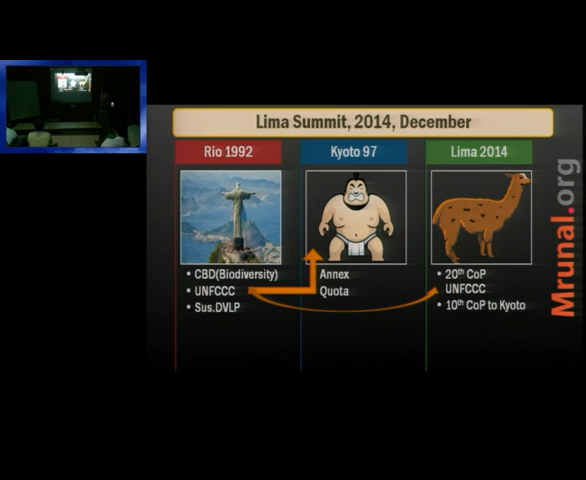 Lima Summit, 2014, December
Rio 1992
Kyoto 97
Lima 2014
• CBD(Biodiversity)
• UNFCCC
• Sus.DVLP
Annex
Quota
• 20th CoP
UNFCCC
• 10th CoP to Kyoto
Mrunal.org